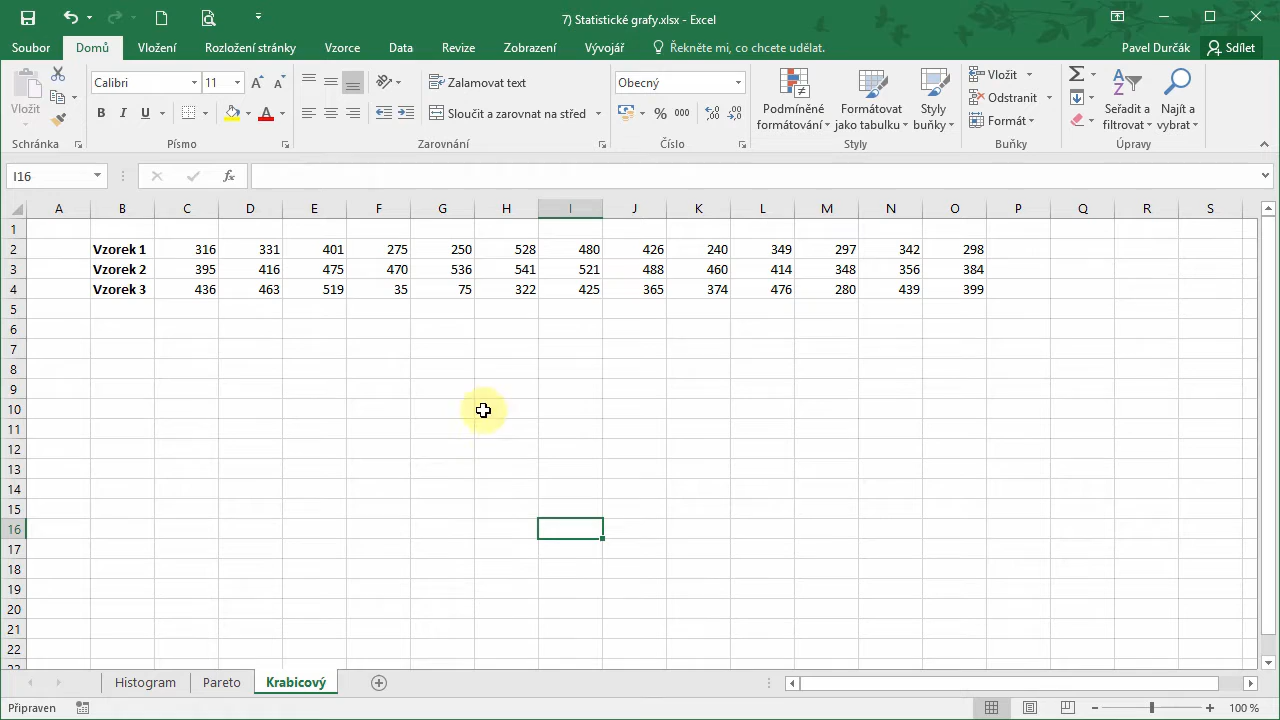 7) Statistické grafy.xlsx - Excel
Soubor Domů Vložení Rozložení stránky Vzorce Data Revize Zobrazení Vývojář Řekněte mi, co chcete udělat. Pavel Durčák Sdílet
Vložit
Calibri 11
B I U A
Zalamovat text
Sloučit a zarovnat na střed
Obecný
% 000
Podmíněné formátování
Formátovat jako tabulku
Styly buňky
Vložit
Odstranit
Formát
Seřadit a filtrovat
Najít a vybrat
Schránka Písmo Zarovnání Číslo Styly Buňky Úpravy
I16 fx
A B C D E F G H I J K L M N O P Q R S
1
2 Vzorek 1 316 331 401 275 250 528 480 426 240 349 297 342 298
3 Vzorek 2 395 416 475 470 536 541 521 488 460 414 348 356 384
4 Vzorek 3 436 463 519 35 75 322 425 365 374 476 280 439 399
5
6
7
8
9
10
11
12
13
14
15
16
17
18
19
20
21
22
23
Histogram Pareto Krabicový
Připraven 100 %